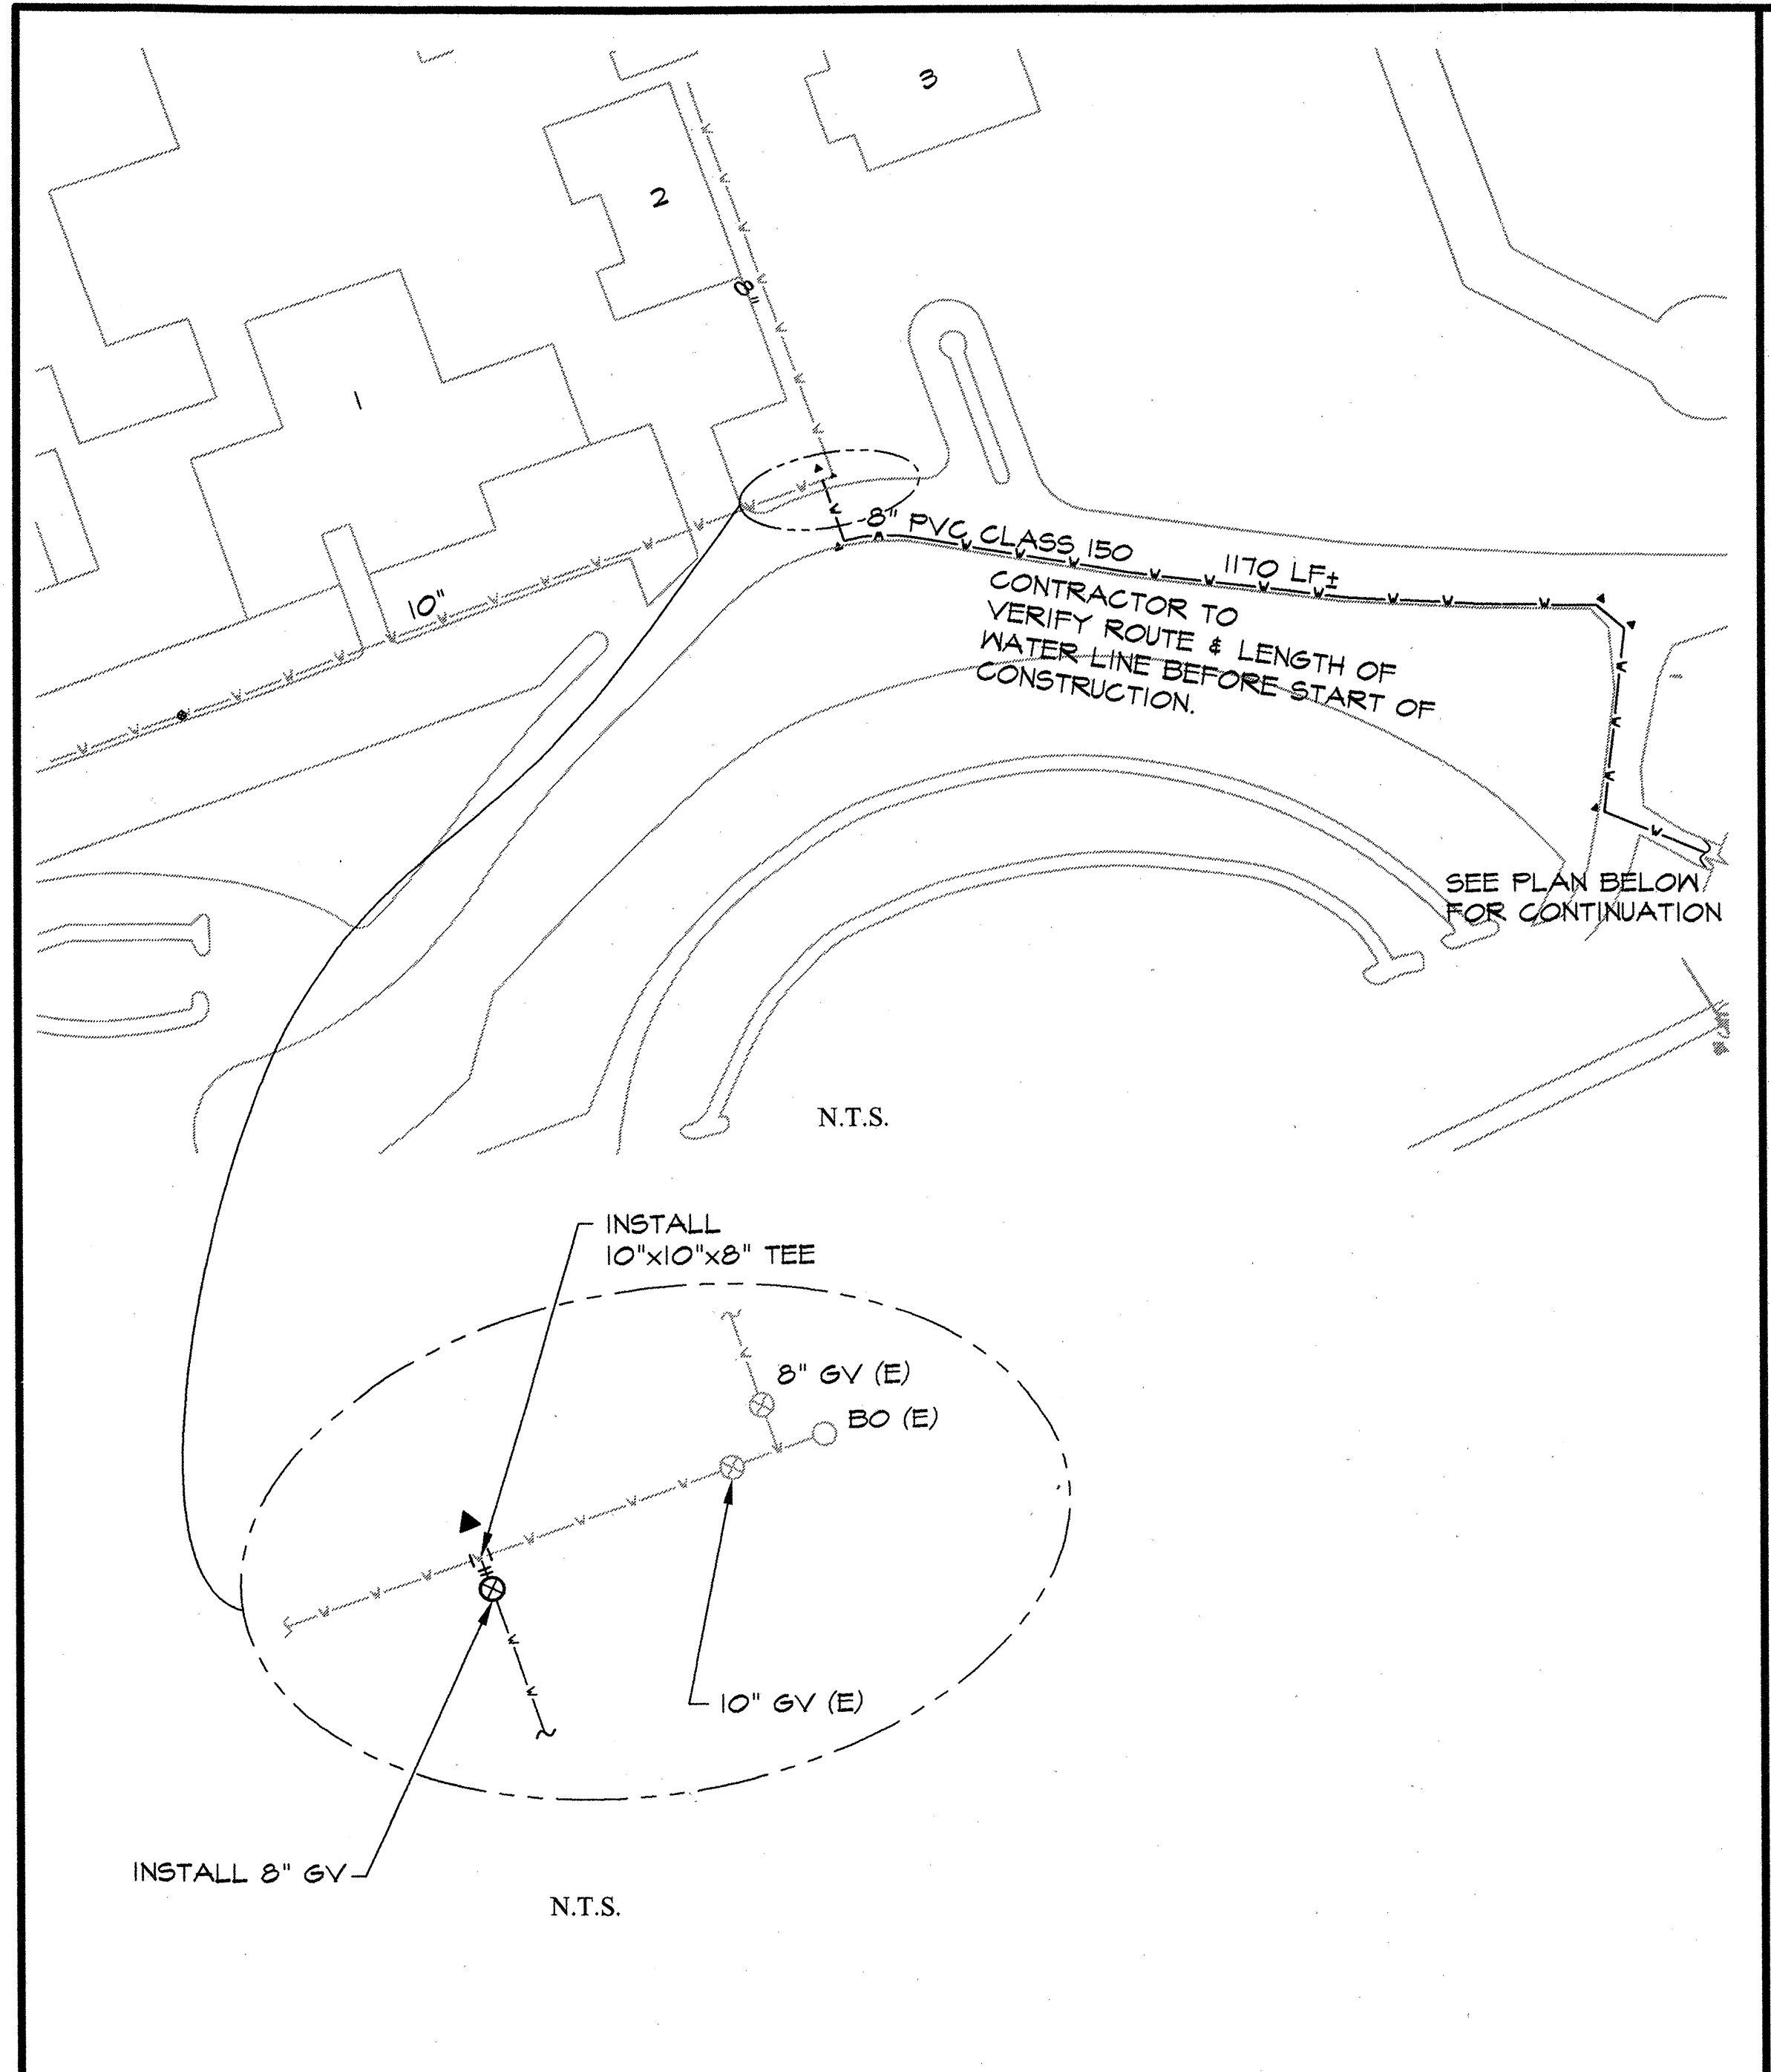 3
2
8"
1
10"
8" PVC CLASS 150
1170 LF±
CONTRACTOR TO
VERIFY ROUTE & LENGTH OF
WATER LINE BEFORE START OF
CONSTRUCTION.
SEE PLAN BELOW
FOR CONTINUATION
N.T.S.
INSTALL
10"x10"x8" TEE
8" GV (E)
BO (E)
10" GV (E)
INSTALL 8" GV
N.T.S.